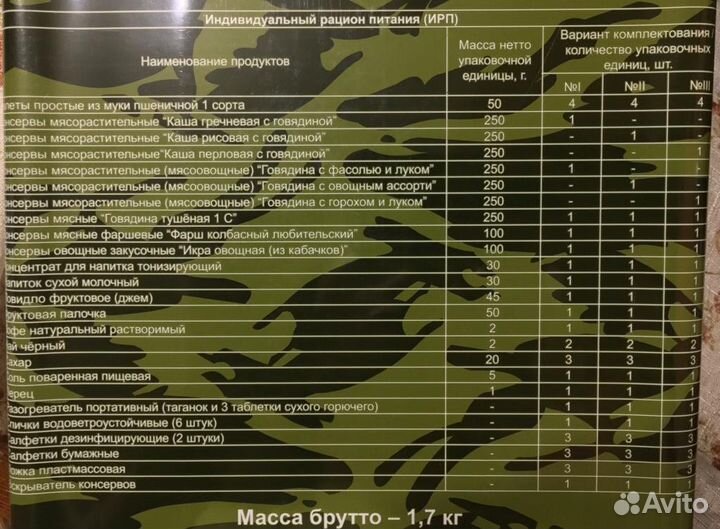 Индивидуальный рацион питания (ИРП)
Наименование продуктов
Масса нетто упаковочной единицы, г.
Вариант комплектования / количество упаковочных единиц, шт.
№I №II №III
леты простые из муки пшеничной 1 сорта 50 4 4 4
нсервы мясорастительные "Каша гречневая с говядиной" 250 1 - -
нсервы мясорастительные "Каша рисовая с говядиной" 250 - 1 -
онсервы мясорастительные"Каша перловая с говядиной" 250 - - 1
онсервы мясорастительные (мясоовощные) "Говядина с фасолью и луком" 250 1 - -
онсервы мясорастительные (мясоовощные) "Говядина с овощным ассорти" 250 - 1 -
онсервы мясорастительные (мясоовощные) "Говядина с горохом и луком" 250 - - 1
онсервы мясные "Говядина тушёная 1 С" 250 1 1 1
онсервы мясные фаршевые "Фарш колбасный любительский" 100 1 1 1
онсервы овощные закусочные "Икра овощная (из кабачков) 100 1 1 1
онцентрат для напитка тонизирующий 30 1 1 1
апиток сухой молочный 30 1 1 1
овидло фруктовое (джем) 45 1 1 1
руктовая палочка 50 1 1 1
офе натуральный растворимый 2 1 1 1
ай чёрный 2 2 2 2
ахар 20 3 3 3
оль поваренная пищевая 5 1 1 1
ерец 1 1 1 1
азогреватель портативный (таганок и 3 таблетки сухого горючего) - 1 1 1
пички водоветроустойчивые (6 штук) - 1 1 1
алфетки дезинфицирующие (2 штуки) - 3 3 3
алфетки бумажные - 3 3 3
ожка пластмассовая - 3 3 3
скрыватель консервов - 1 1 1
Масса брутто – 1,7 кг
Avito